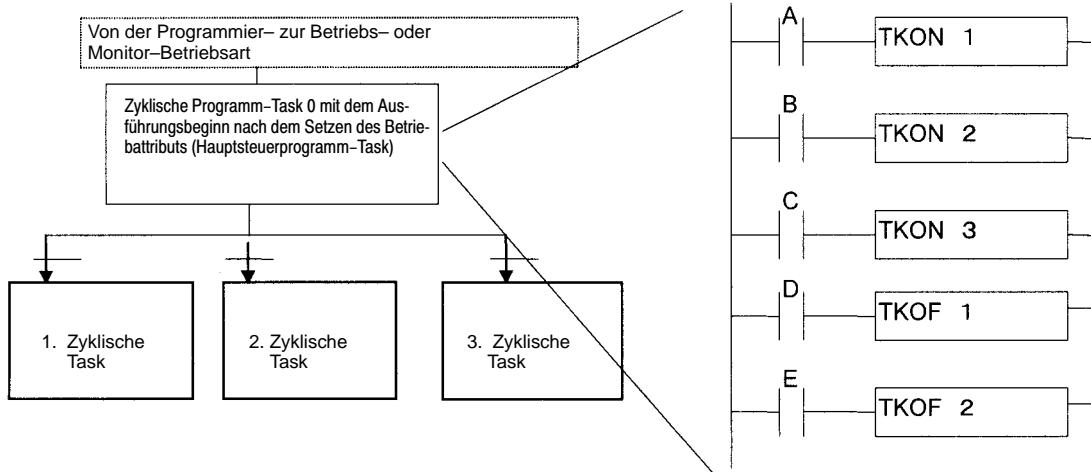 Von der Programmier– zur Betriebs– oder
Monitor–Betriebsart
Zyklische Programm–Task 0 mit dem Aus-
führungsbeginn nach dem Setzen des Betrie-
battributs (Hauptsteuerprogramm–Task)
1. Zyklische
Task
2. Zyklische
Task
3. Zyklische
Task
A
TKON 1
B
TKON 2
C
TKON 3
D
TKOF 1
E
TKOF 2